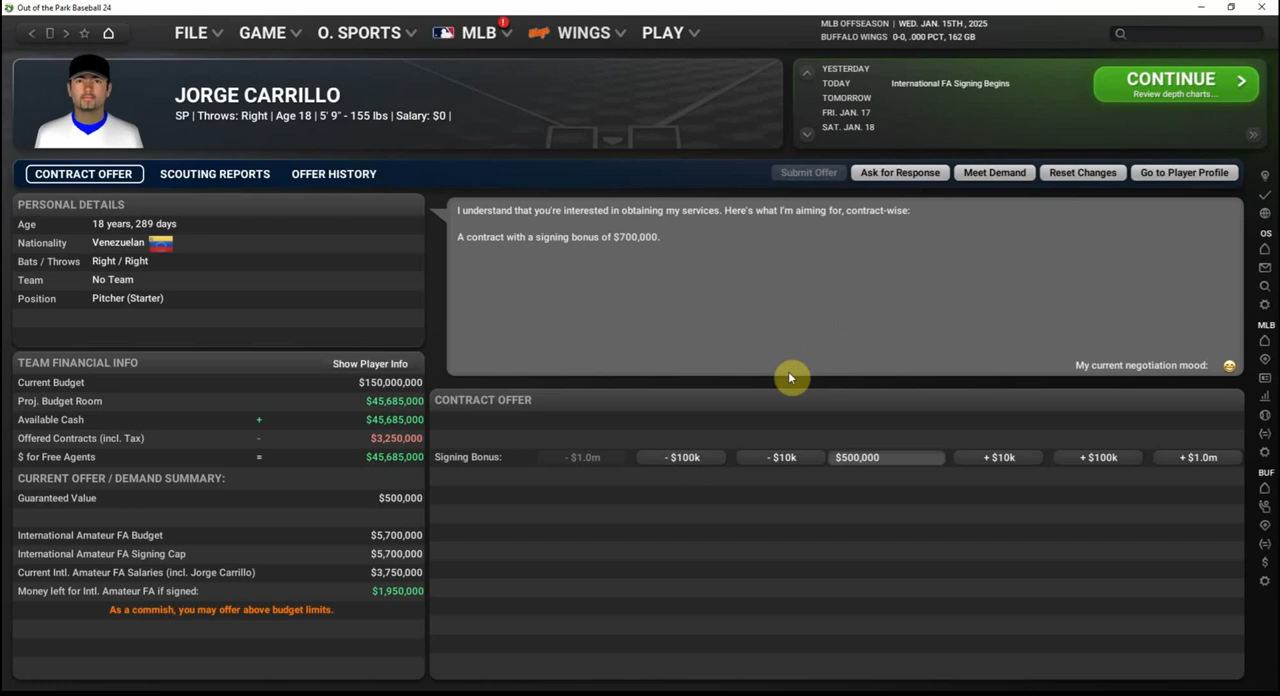 Out of the Park Baseball 24
FILE GAME O. SPORTS MLB ! WINGS PLAY
MLB OFFSEASON | WED. JAN. 15TH, 2025
BUFFALO WINGS 0-0, .000 PCT, 162 GB
JORGE CARRILLO
SP | Throws: Right | Age 18 | 5' 9" - 155 lbs | Salary: $0 |
YESTERDAY
TODAY International FA Signing Begins
TOMORROW
FRI. JAN. 17
SAT. JAN. 18
CONTINUE
Review depth charts...
CONTRACT OFFER SCOUTING REPORTS OFFER HISTORY Submit Offer Ask for Response Meet Demand Reset Changes Go to Player Profile
PERSONAL DETAILS
Age 18 years, 289 days
Nationality Venezuelan
Bats / Throws Right / Right
Team No Team
Position Pitcher (Starter)
I understand that you're interested in obtaining my services. Here's what I'm aiming for, contract-wise:
A contract with a signing bonus of $700,000.
My current negotiation mood:
TEAM FINANCIAL INFO Show Player Info
Current Budget $150,000,000
Proj. Budget Room $45,685,000
Available Cash + $45,685,000
Offered Contracts (incl. Tax) - $3,250,000
$ for Free Agents = $45,685,000
CURRENT OFFER / DEMAND SUMMARY:
Guaranteed Value $500,000
International Amateur FA Budget $5,700,000
International Amateur FA Signing Cap $5,700,000
Current Intl. Amateur FA Salaries (incl. Jorge Carrillo) $3,750,000
Money left for Intl. Amateur FA if signed: $1,950,000
As a commish, you may offer above budget limits.
CONTRACT OFFER
Signing Bonus: - $1.0m - $100k - $10k $500,000 + $10k + $100k + $1.0m
OS
MLB
BUF